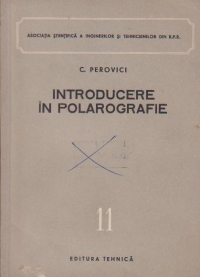 ASOCIAȚIA ȘTIINȚIFICĂ A INGINERILOR ȘI TEHNICIENILOR DIN R.P.R.
C. PEROVICI
INTRODUCERE
ÎN POLAROGRAFIE
11
EDITURA TEHNICĂ